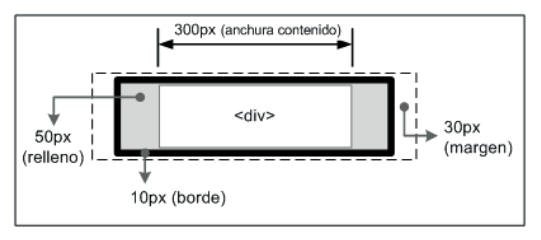 300px (anchura contenido)
<div>
50px
(relleno)
30px
(margen)
10px (borde)